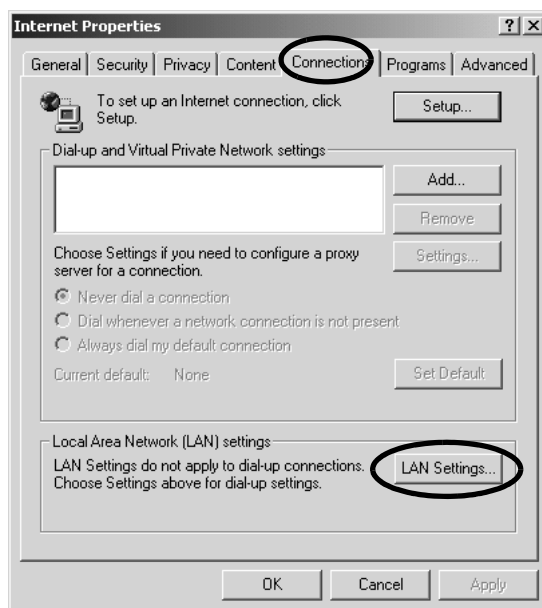 Internet Properties
General Security Privacy Content Connections Programs Advanced
To set up an Internet connection, click
Setup.
Setup...
Dial-up and Virtual Private Network settings
Add...
Remove
Choose Settings if you need to configure a proxy
server for a connection.
Settings...
Never dial a connection
Dial whenever a network connection is not present
Always dial my default connection
Current default: None
Set Default
Local Area Network (LAN) settings
LAN Settings do not apply to dial-up connections.
Choose Settings above for dial-up settings.
LAN Settings...
OK Cancel Apply